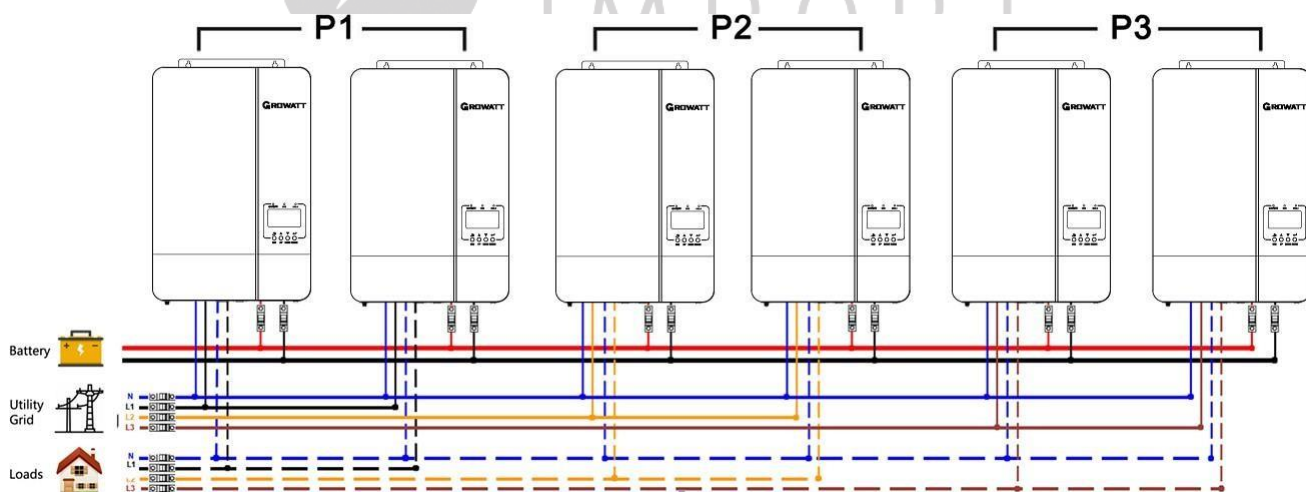 IMPORT
P1 P2 P3
GROWATT GROWATT GROWATT GROWATT GROWATT GROWATT
Battery
+ -
Utility
Grid
N
L1
L2
L3
Loads
N
L1
L2
L3